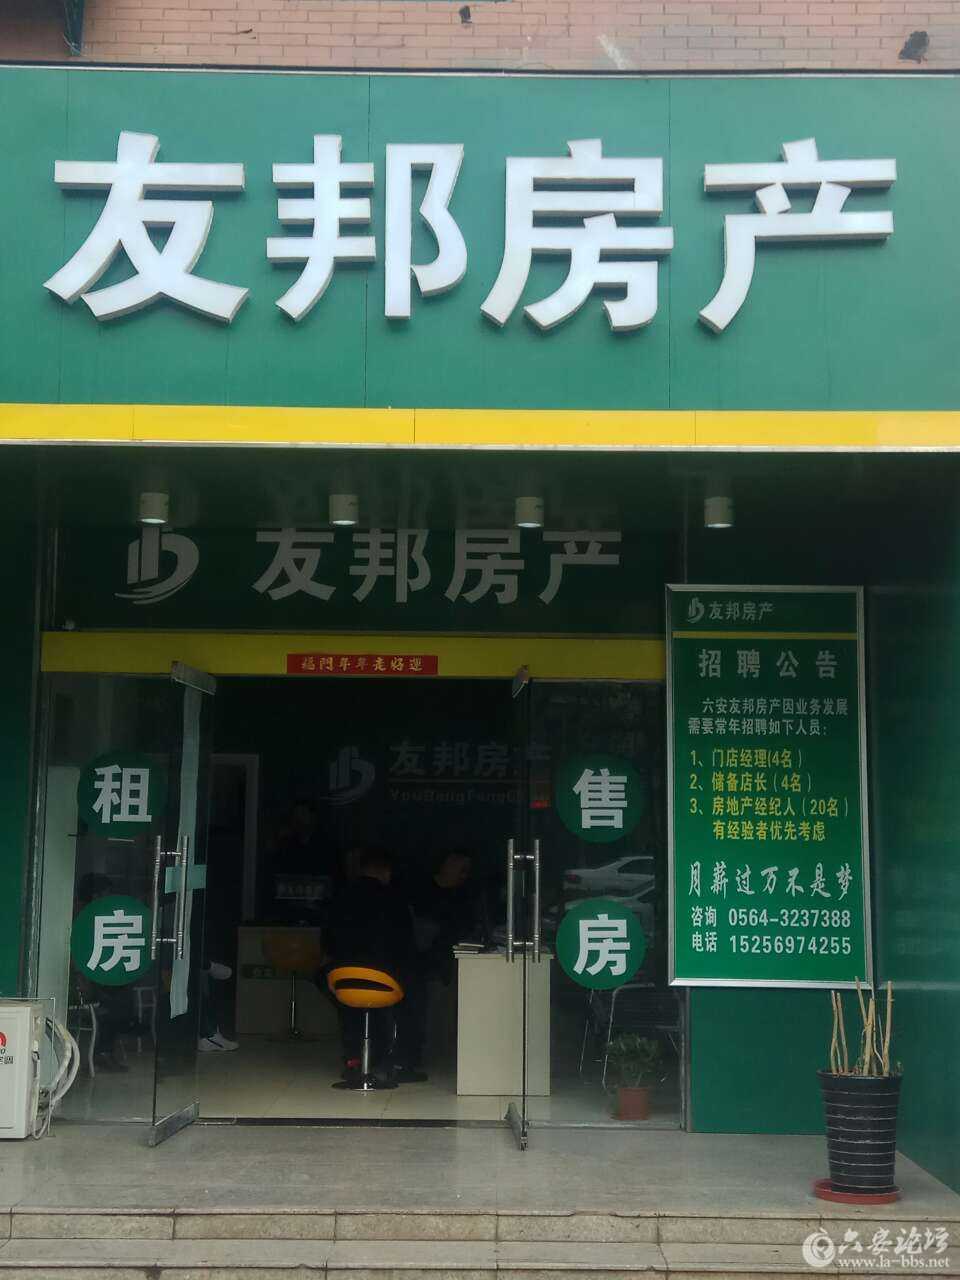 友邦房产
友邦房产
福門年年走好運
友邦房产
招聘公告
六安友邦房产因业务发展
需要常年招聘如下人员:
1、门店经理(4名)
2、储备店长(4名)
3、房地产经纪人(20名)
有经验者优先考虑
月薪过万不是梦
咨询 0564-3237388
电话 15256974255
友邦房产
YouBangFang
租
房
售
房
六安论坛
www.la-bbs.net